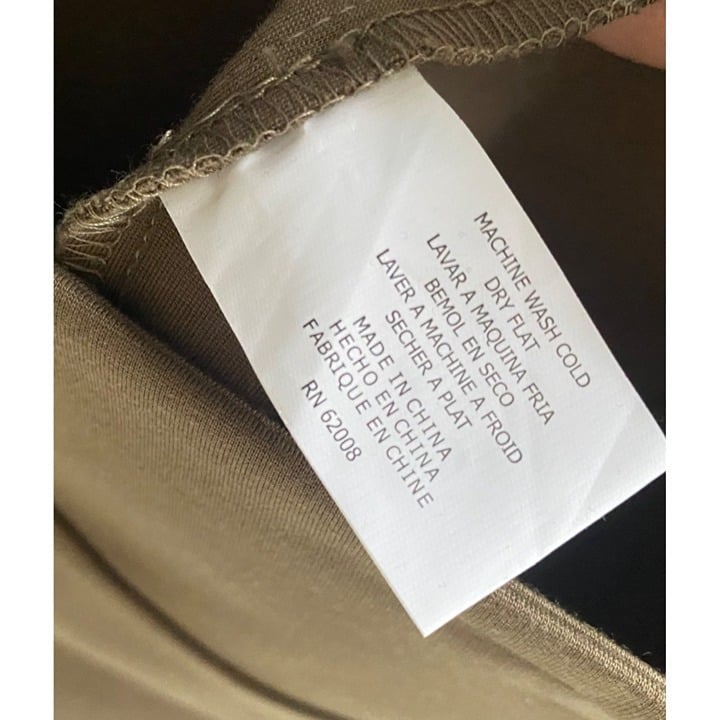 MACHINE WASH COLD
DRY FLAT
LAVAR A MAQUINA FRIA
BEMOL EN SECO
LAVER A MACHINE A FROID
SECHER A PLAT
MADE IN CHINA
HECHO EN CHINA
FABRIQUE EN CHINE
RN 62008